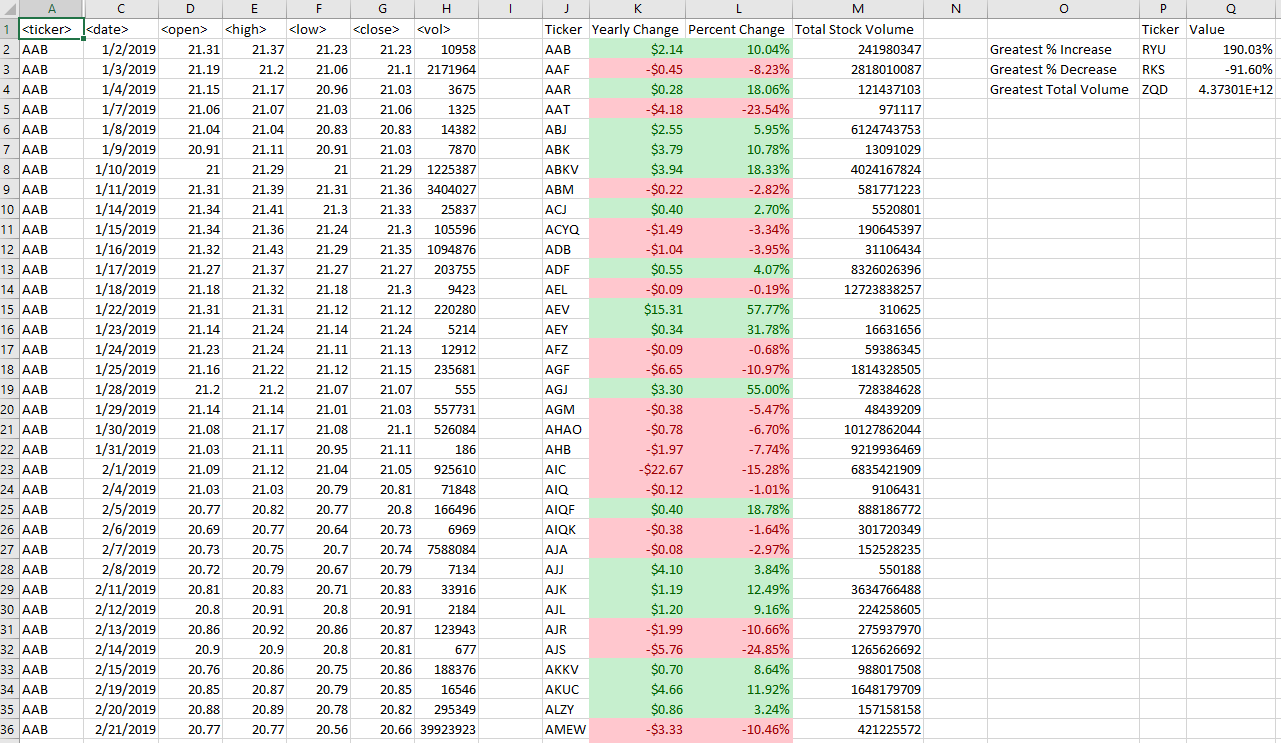 A C D E F G H I J K L M N O P Q
1 <ticker> <date> <open> <high> <low> <close> <vol> Ticker Yearly Change Percent Change Total Stock Volume Ticker Value
2 AAB 1/2/2019 21.31 21.37 21.23 21.23 10958 AAB $2.14 10.04% 241980347 Greatest % Increase RYU 190.03%
3 AAB 1/3/2019 21.19 21.2 21.06 21.1 2171964 AAF -$0.45 -8.23% 2818010087 Greatest % Decrease RKS -91.60%
4 AAB 1/4/2019 21.15 21.17 20.96 21.03 3675 AAR $0.28 18.06% 121437103 Greatest Total Volume ZQD 4.37301E+12
5 AAB 1/7/2019 21.06 21.07 21.03 21.06 1325 AAT -$4.18 -23.54% 971117
6 AAB 1/8/2019 21.04 21.04 20.83 20.83 14382 ABJ $2.55 5.95% 6124743753
7 AAB 1/9/2019 20.91 21.11 20.91 21.03 7870 ABK $3.79 10.78% 13091029
8 AAB 1/10/2019 21 21.29 21 21.29 1225387 ABKV $3.94 18.33% 4024167824
9 AAB 1/11/2019 21.31 21.39 21.31 21.36 3404027 ABM -$0.22 -2.82% 581771223
10 AAB 1/14/2019 21.34 21.41 21.3 21.33 25837 ACJ $0.40 2.70% 5520801
11 AAB 1/15/2019 21.34 21.36 21.24 21.3 105596 ACYQ -$1.49 -3.34% 190645397
12 AAB 1/16/2019 21.32 21.43 21.29 21.35 1094876 ADB -$1.04 -3.95% 31106434
13 AAB 1/17/2019 21.27 21.37 21.27 21.27 203755 ADF $0.55 4.07% 8326026396
14 AAB 1/18/2019 21.18 21.32 21.18 21.3 9423 AEL -$0.09 -0.19% 12723838257
15 AAB 1/22/2019 21.31 21.31 21.12 21.12 220280 AEV $15.31 57.77% 310625
16 AAB 1/23/2019 21.14 21.24 21.14 21.24 5214 AEY $0.34 31.78% 16631656
17 AAB 1/24/2019 21.23 21.24 21.11 21.13 12912 AFZ -$0.09 -0.68% 59386345
18 AAB 1/25/2019 21.16 21.22 21.12 21.15 235681 AGF -$6.65 -10.97% 1814328505
19 AAB 1/28/2019 21.2 21.2 21.07 21.07 555 AGJ $3.30 55.00% 728384628
20 AAB 1/29/2019 21.14 21.14 21.01 21.03 557731 AGM -$0.38 -5.47% 48439209
21 AAB 1/30/2019 21.08 21.17 21.08 21.1 526084 AHAO -$0.78 -6.70% 10127862044
22 AAB 1/31/2019 21.03 21.11 20.95 21.11 186 AHB -$1.97 -7.74% 9219936469
23 AAB 2/1/2019 21.09 21.12 21.04 21.05 925610 AIC -$22.67 -15.28% 6835421909
24 AAB 2/4/2019 21.03 21.03 20.79 20.81 71848 AIQ -$0.12 -1.01% 9106431
25 AAB 2/5/2019 20.77 20.82 20.77 20.8 166496 AIQF $0.40 18.78% 888186772
26 AAB 2/6/2019 20.69 20.77 20.64 20.73 6969 AIQK -$0.38 -1.64% 301720349
27 AAB 2/7/2019 20.73 20.75 20.7 20.74 7588084 AJA -$0.08 -2.97% 152528235
28 AAB 2/8/2019 20.72 20.79 20.67 20.79 7134 AJJ $4.10 3.84% 550188
29 AAB 2/11/2019 20.81 20.83 20.71 20.83 33916 AJK $1.19 12.49% 3634766488
30 AAB 2/12/2019 20.8 20.91 20.8 20.91 2184 AJL $1.20 9.16% 224258605
31 AAB 2/13/2019 20.86 20.92 20.86 20.87 123943 AJR -$1.99 -10.66% 275937970
32 AAB 2/14/2019 20.9 20.9 20.8 20.81 677 AJS -$5.76 -24.85% 1265626692
33 AAB 2/15/2019 20.76 20.86 20.75 20.86 188376 AKKV $0.70 8.64% 988017508
34 AAB 2/19/2019 20.85 20.87 20.79 20.85 16546 AKUC $4.66 11.92% 1648179709
35 AAB 2/20/2019 20.88 20.89 20.78 20.82 295349 ALZY $0.86 3.24% 157158158
36 AAB 2/21/2019 20.77 20.77 20.56 20.66 39923923 AMEW -$3.33 -10.46% 421225572